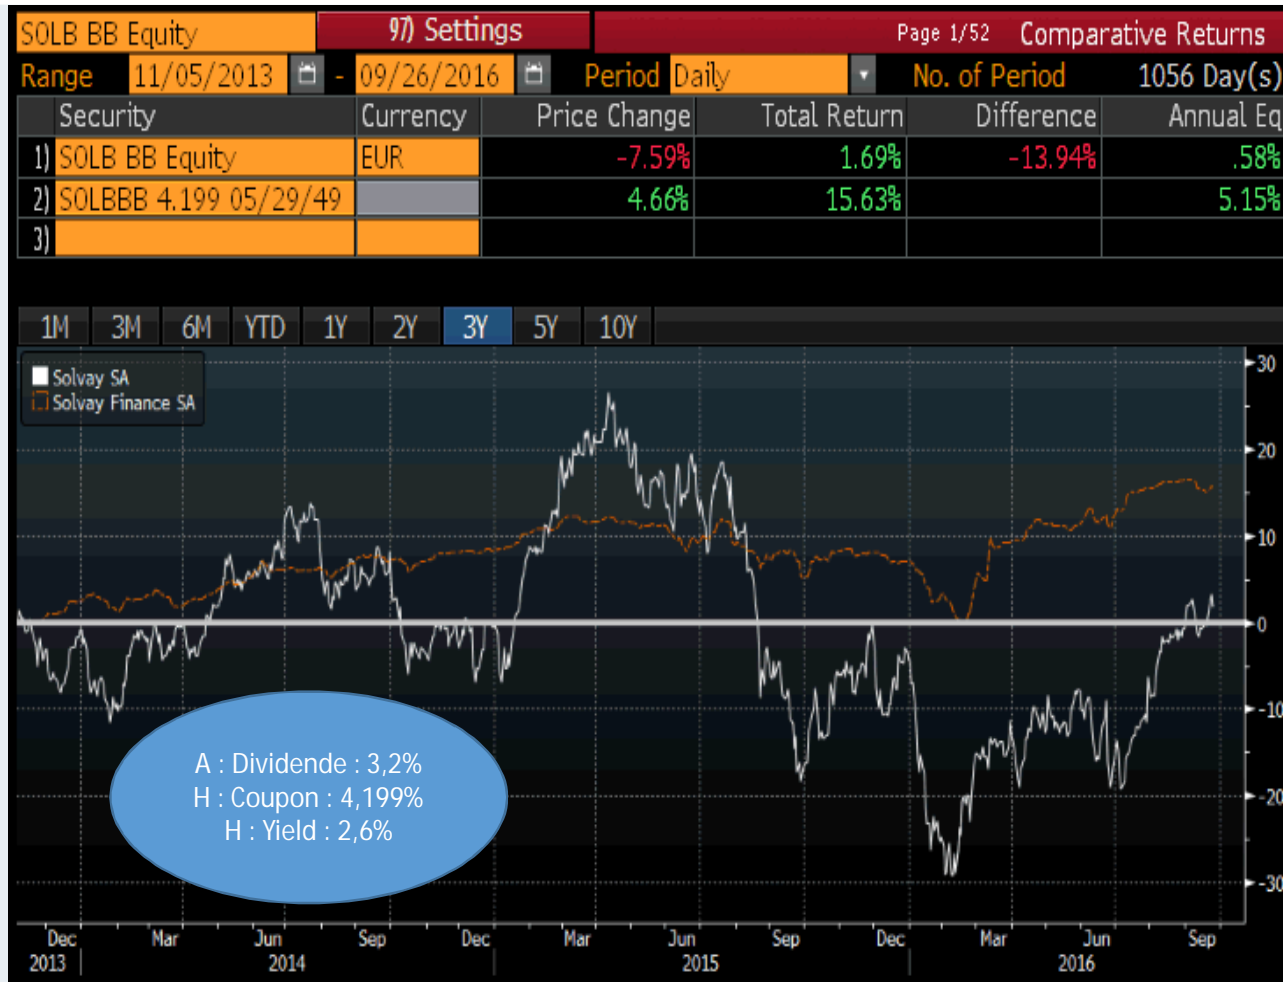 SOLB BB Equity 97) Settings Page 1/52 Comparative Returns
Range 11/05/2013 - 09/26/2016 Period Daily No. of Period 1056 Day(s)
Security Currency Price Change Total Return Difference Annual Eq
1) SOLB BB Equity EUR -7.59% 1.69% -13.94% .58%
2) SOLBBB 4.199 05/29/49 4.66% 15.63% 5.15%
3)
1M 3M 6M YTD 1Y 2Y 3Y 5Y 10Y
Solvay SA
Solvay Finance SA
30
20
10
0
-10
-20
-30
A : Dividende : 3,2%
H : Coupon : 4,199%
H : Yield : 2,6%
Dec Mar Jun Sep Dec Mar Jun Sep Dec Mar Jun Sep
2013 2014 2015 2016